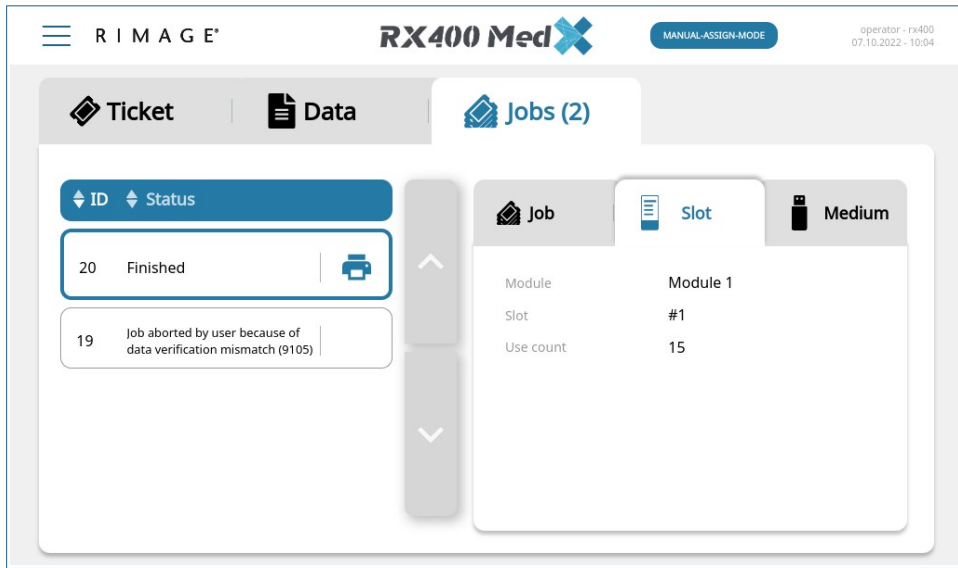 RIMAGE®
RX400 Med
MANUAL-ASSIGN-MODE
operator - rx400
07.10.2022 - 10:04
Ticket
Data
Jobs (2)
ID
Status
20
Finished
19
Job aborted by user because of
data verification mismatch (9105)
Job
Slot
Medium
Module
Module 1
Slot
#1
Use count
15